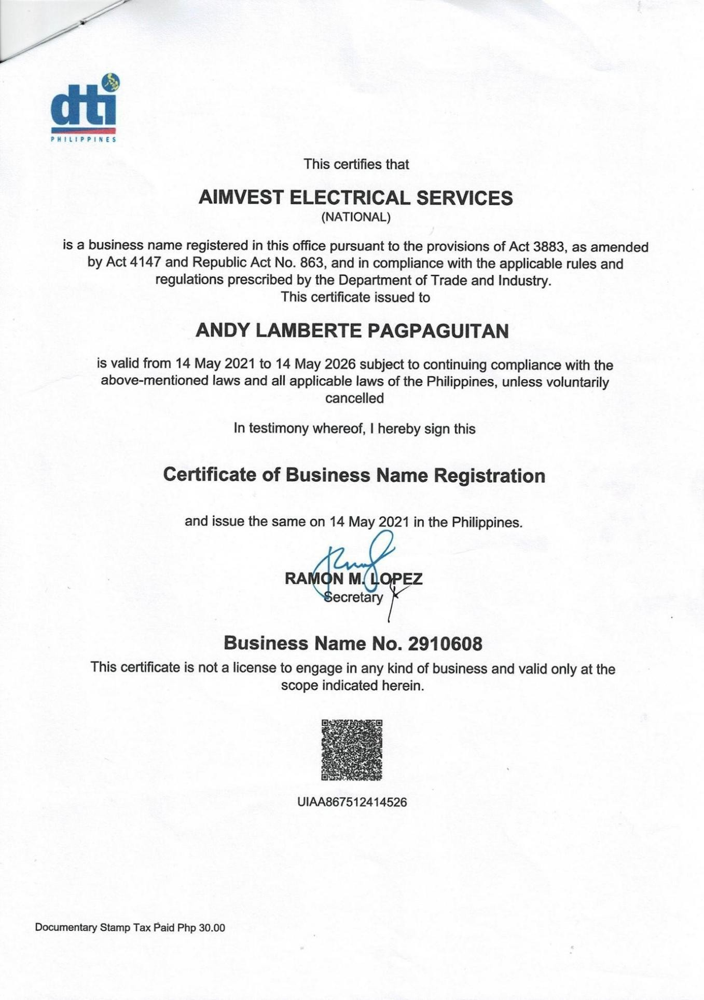 dti
PHILIPPINES
This certifies that
AIMVEST ELECTRICAL SERVICES
(NATIONAL)
is a business name registered in this office pursuant to the provisions of Act 3883, as amended
by Act 4147 and Republic Act No. 863, and in compliance with the applicable rules and
regulations prescribed by the Department of Trade and Industry.
This certificate issued to
ANDY LAMBERTE PAGPAGUITAN
is valid from 14 May 2021 to 14 May 2026 subject to continuing compliance with the
above-mentioned laws and all applicable laws of the Philippines, unless voluntarily
cancelled
In testimony whereof, I hereby sign this
Certificate of Business Name Registration
and issue the same on 14 May 2021 in the Philippines.
RAMON M. LOPEZ
Secretary
Business Name No. 2910608
This certificate is not a license to engage in any kind of business and valid only at the
scope indicated herein.
UIAA867512414526
Documentary Stamp Tax Paid Php 30.00